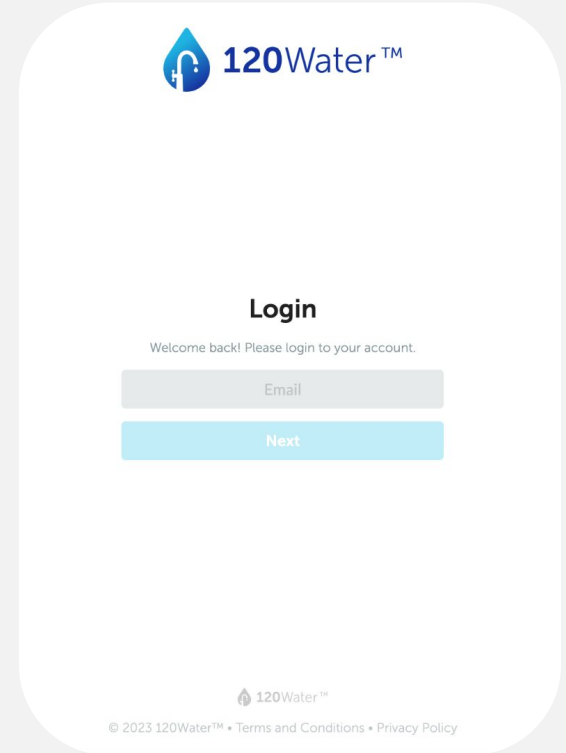 120Water™
Login
Welcome back! Please login to your account.
Email
Next
120Water™
© 2023 120Water™ • Terms and Conditions • Privacy Policy